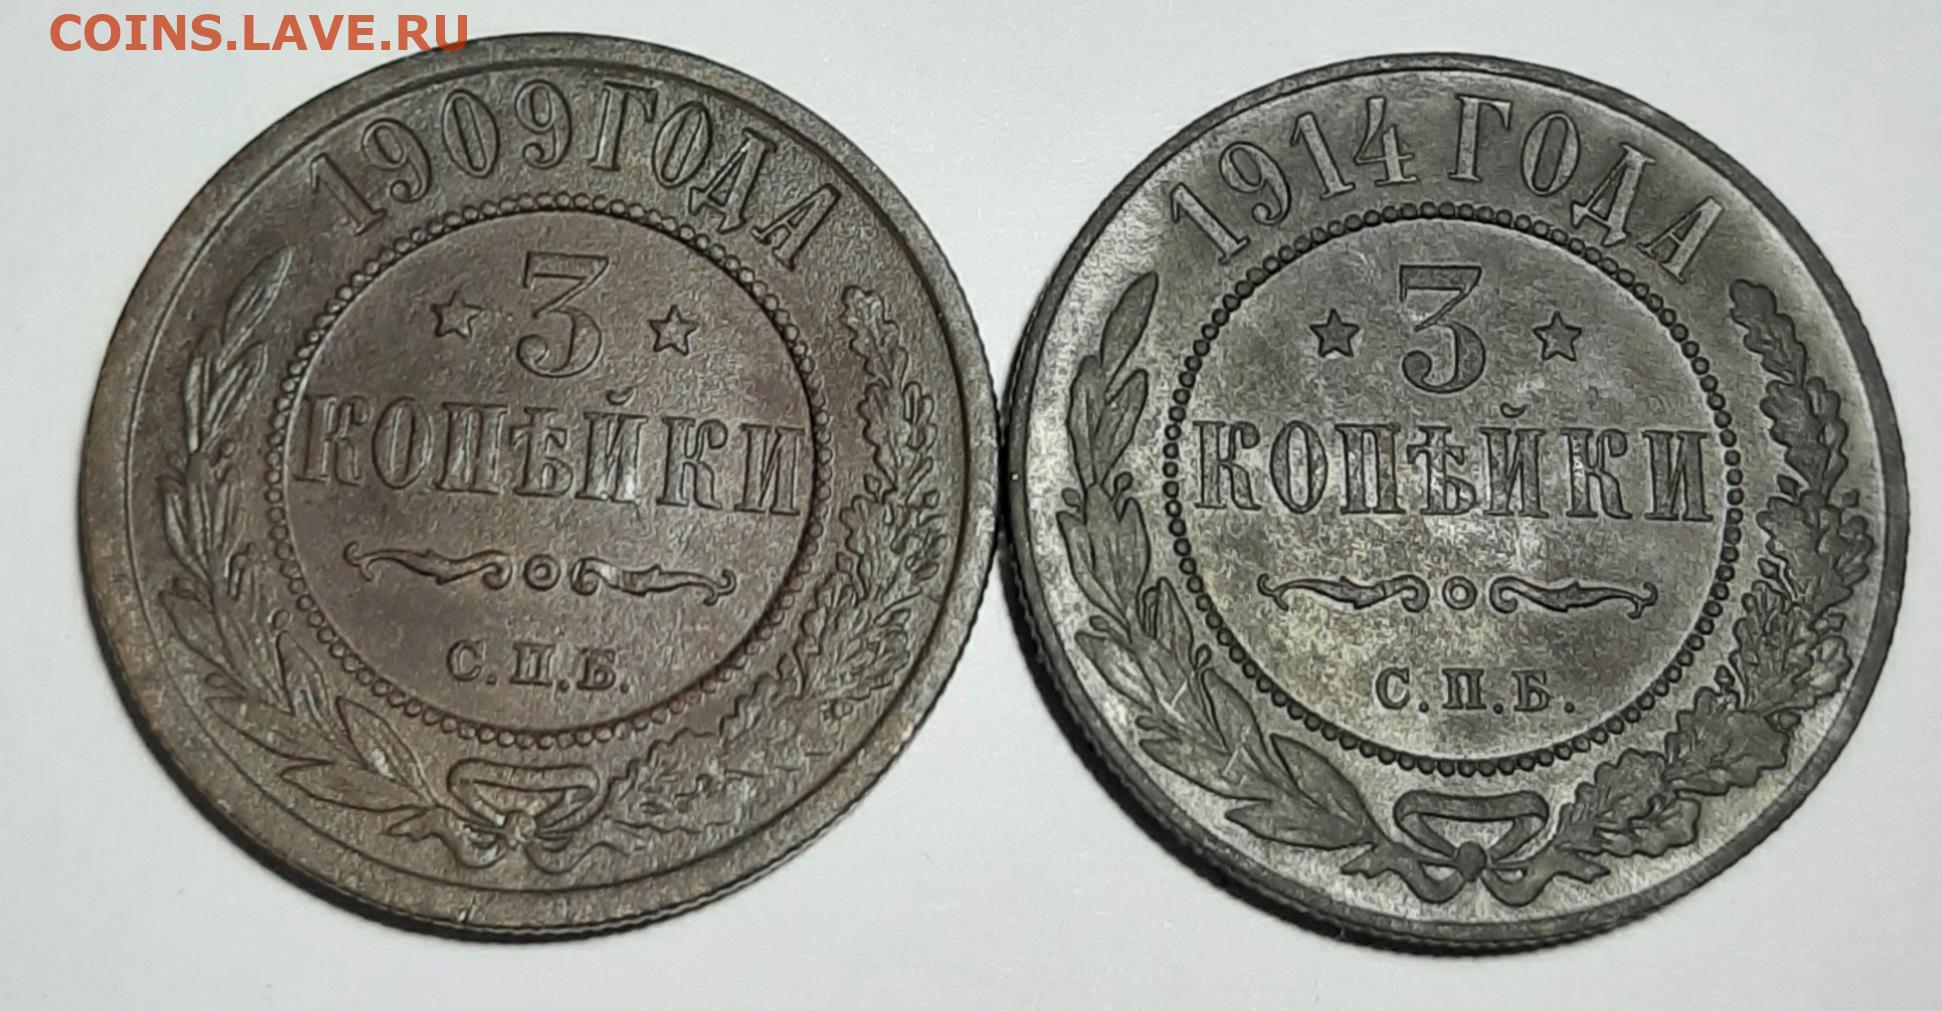 COINS.LAVE.RU
1909 ГОДА
3
КОПѢЙКИ
С.П.Б.
1914 ГОДА
3
КОПѢЙКИ
С.П.Б.